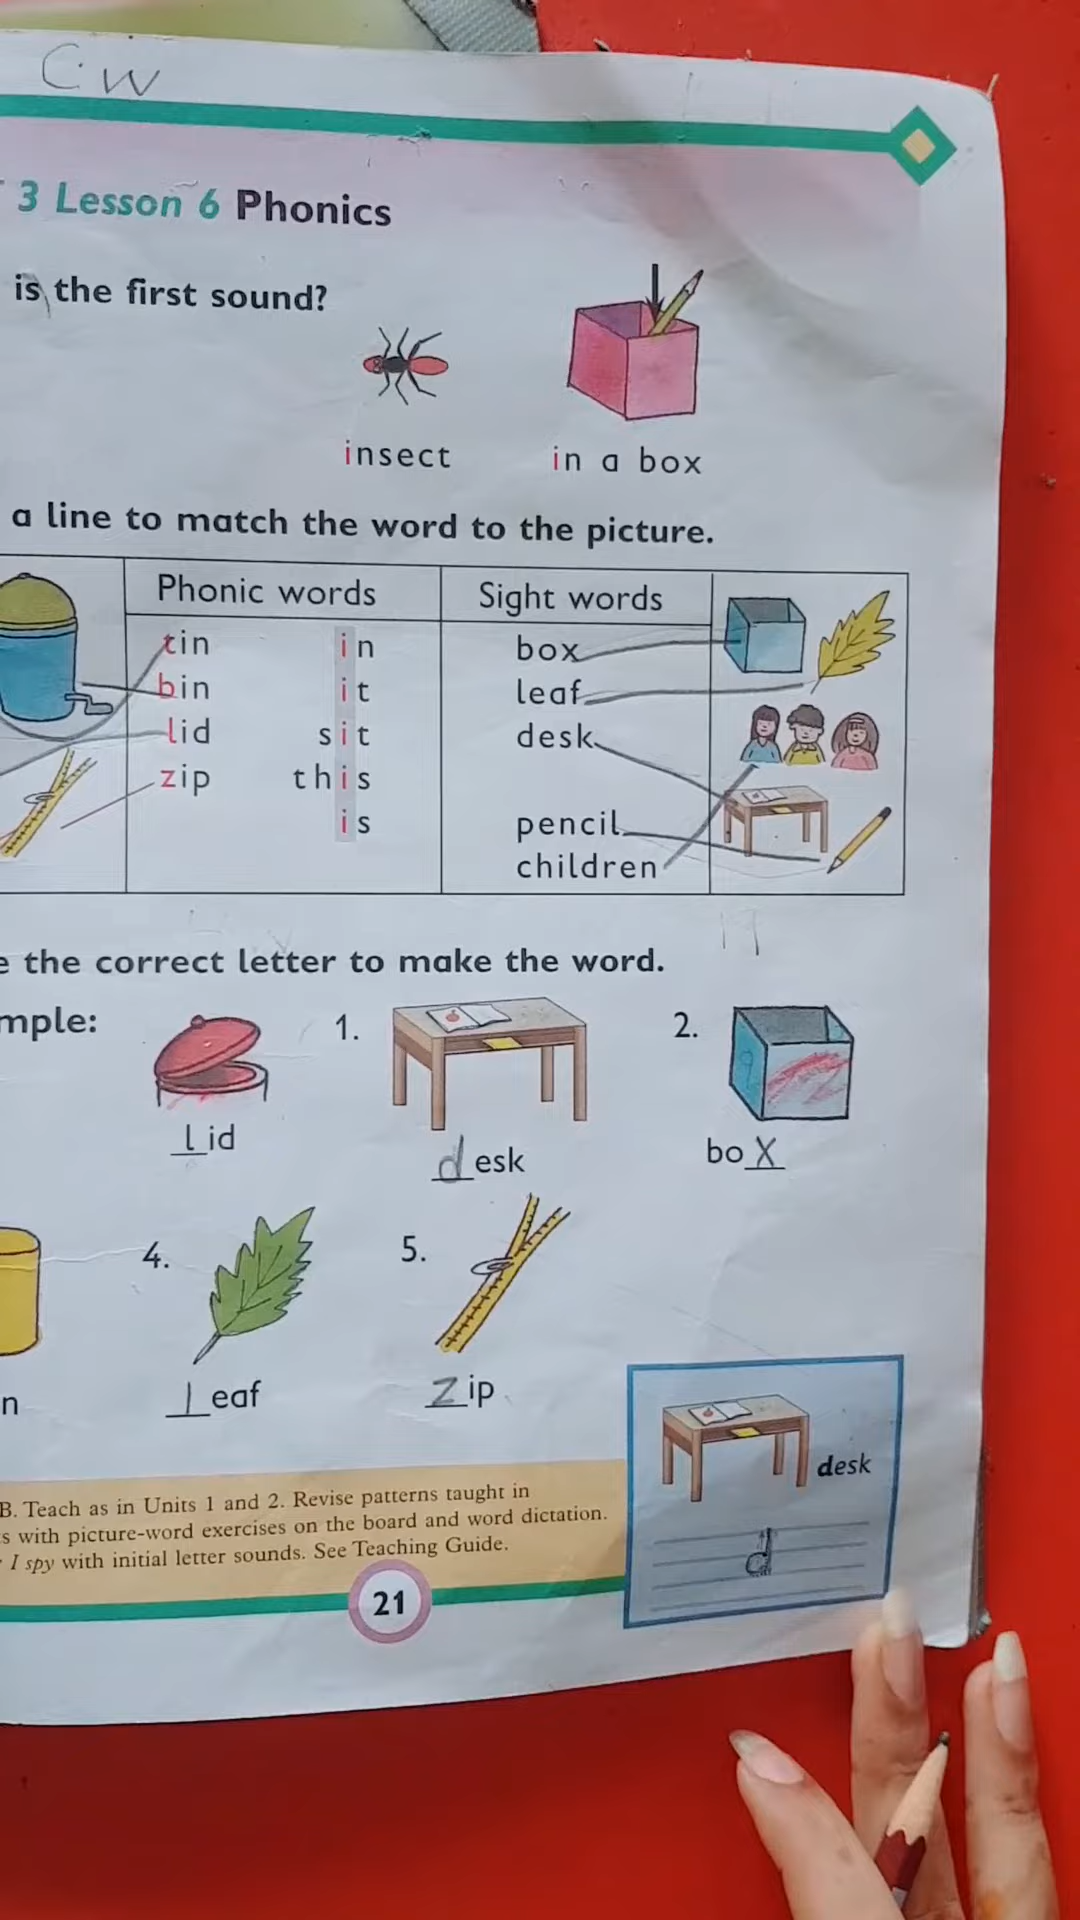 C.W
3 Lesson 6 Phonics
is the first sound?
insect
in a box
a line to match the word to the picture.
Phonic words
Sight words
tin in box
bin it leaf
lid sit desk
zip this
is pencil
children
the correct letter to make the word.
mple:
1.
2.
lid
desk
box
4.
5.
n
leaf
zip
desk
d
B. Teach as in Units 1 and 2. Revise patterns taught in
s with picture-word exercises on the board and word dictation.
I spy with initial letter sounds. See Teaching Guide.
21